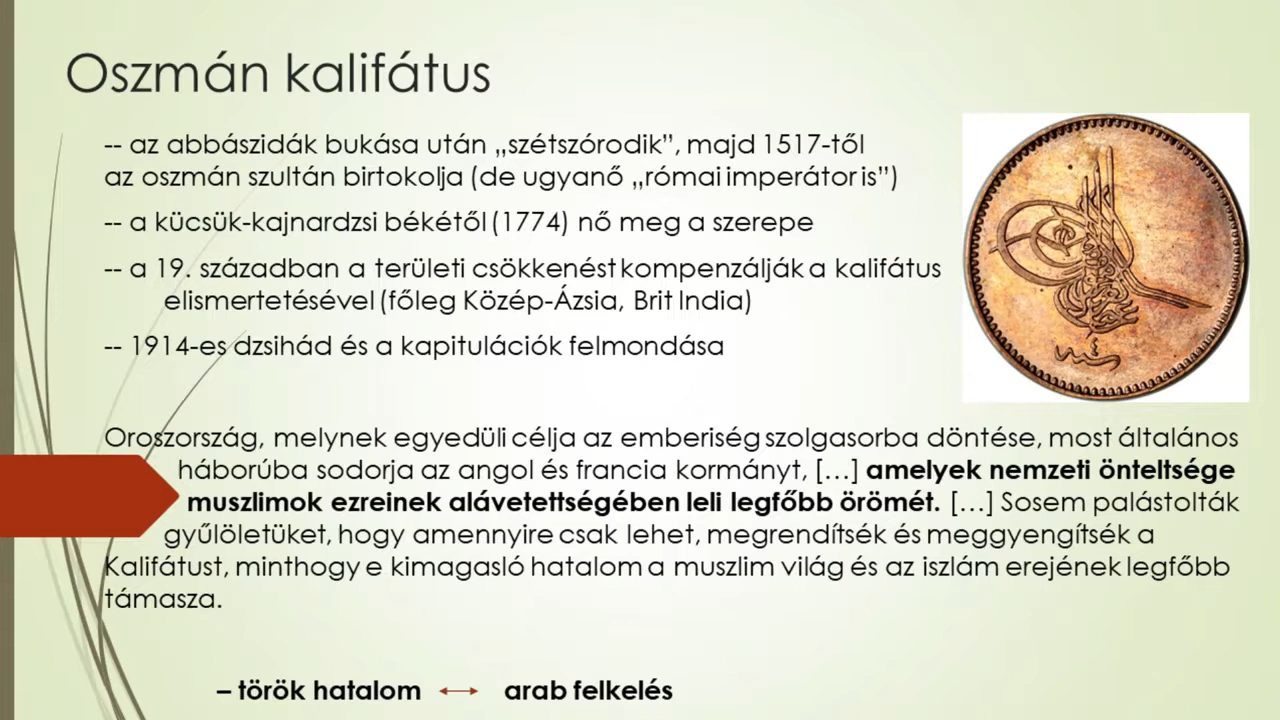 Oszmán kalifátus
-- az abbászidák bukása után „szétszórodik”, majd 1517-től
az oszmán szultán birtokolja (de ugyanő „római imperátor is”)
-- a kücsük-kajnardzsi békétől (1774) nő meg a szerepe
-- a 19. században a területi csökkenést kompenzálják a kalifátus
elismertetésével (főleg Közép-Ázsia, Brit India)
-- 1914-es dzsihád és a kapitulációk felmondása
Oroszország, melynek egyedüli célja az emberiség szolgasorba döntése, most általános
háborúba sodorja az angol és francia kormányt, […] amelyek nemzeti önteltsége
muszlimok ezreinek alávetettségében leli legfőbb örömét. […] Sosem palástolták
gyűlöletüket, hogy amennyire csak lehet, megrendítsék és meggyengítsék a
Kalifátust, minthogy e kimagasló hatalom a muszlim világ és az iszlám erejének legfőbb
támasza.
– török hatalom ⟷ arab felkelés